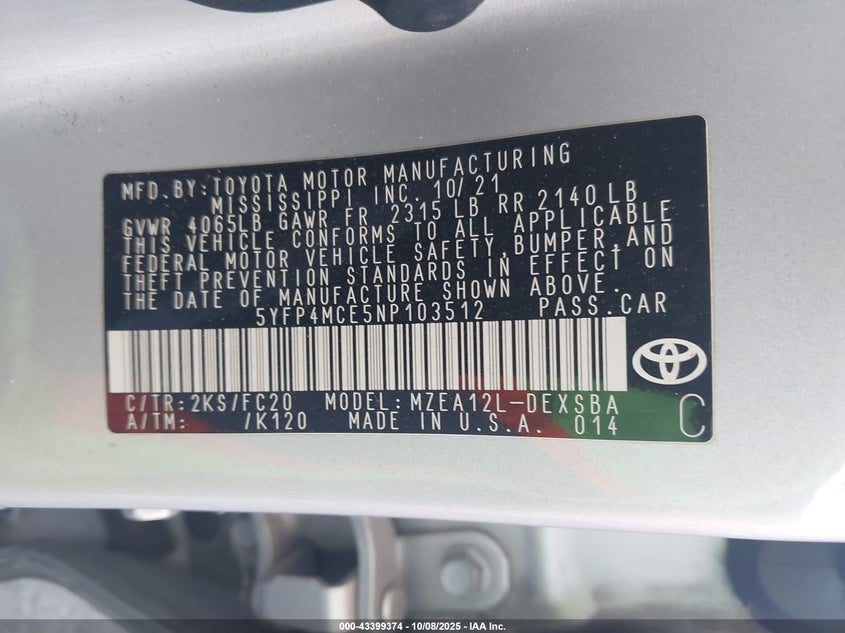 MFD.BY:TOYOTA MOTOR MANUFACTURING
MISSISSIPPI INC. 10/21
GVWR 4065LB GAWR FR 2315 LB RR 2140 LB
THIS VEHICLE CONFORMS TO ALL APPLICABLE
FEDERAL MOTOR VEHICLE SAFETY,BUMPER,AND
THEFT PREVENTION STANDARDS IN EFFECT ON
THE DATE OF MANUFACTURE SHOWN ABOVE.
5YFP4MCE5NP103512 PASS.CAR
C/TR:2KS/FC20 MODEL:MZEA12L-DEXSBA
A/TM: /K120 MADE IN U.S.A. 014 C
000-43399374 | 10/08/2025 | IAA Inc.